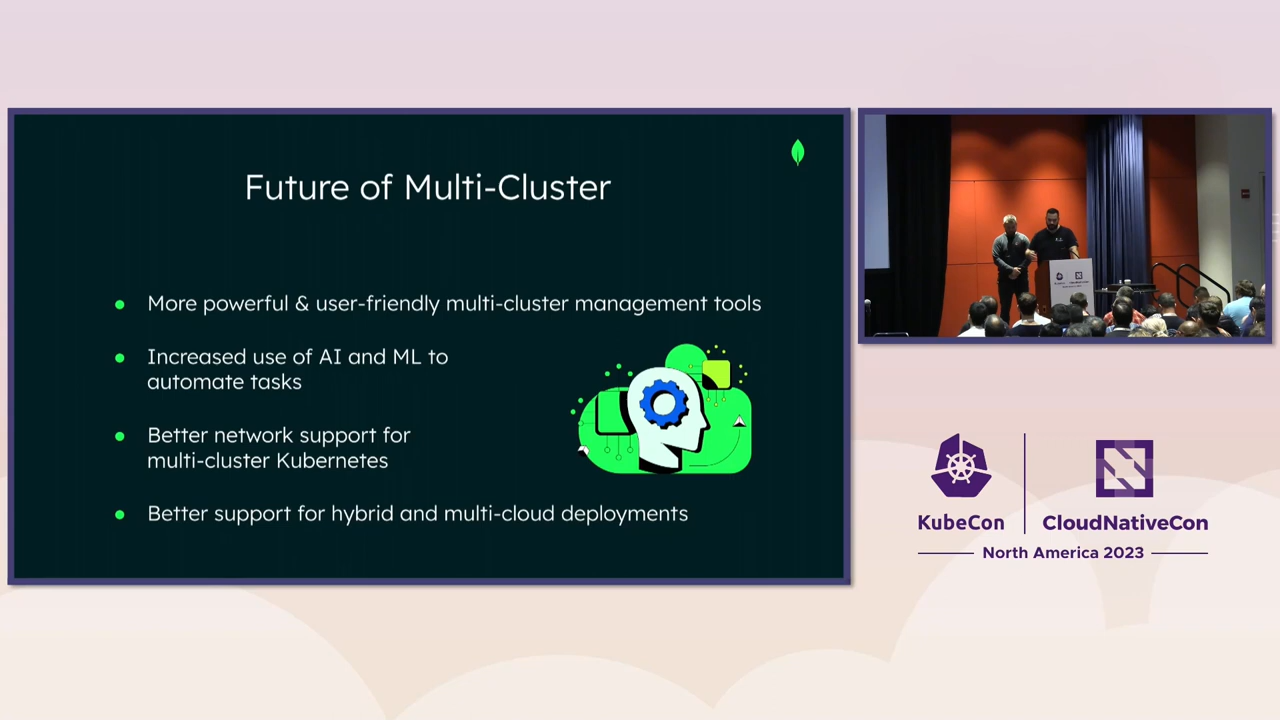 Future of Multi-Cluster
● More powerful & user-friendly multi-cluster management tools
● Increased use of AI and ML to
automate tasks
● Better network support for
multi-cluster Kubernetes
● Better support for hybrid and multi-cloud deployments
KubeCon
CloudNativeCon
North America 2023